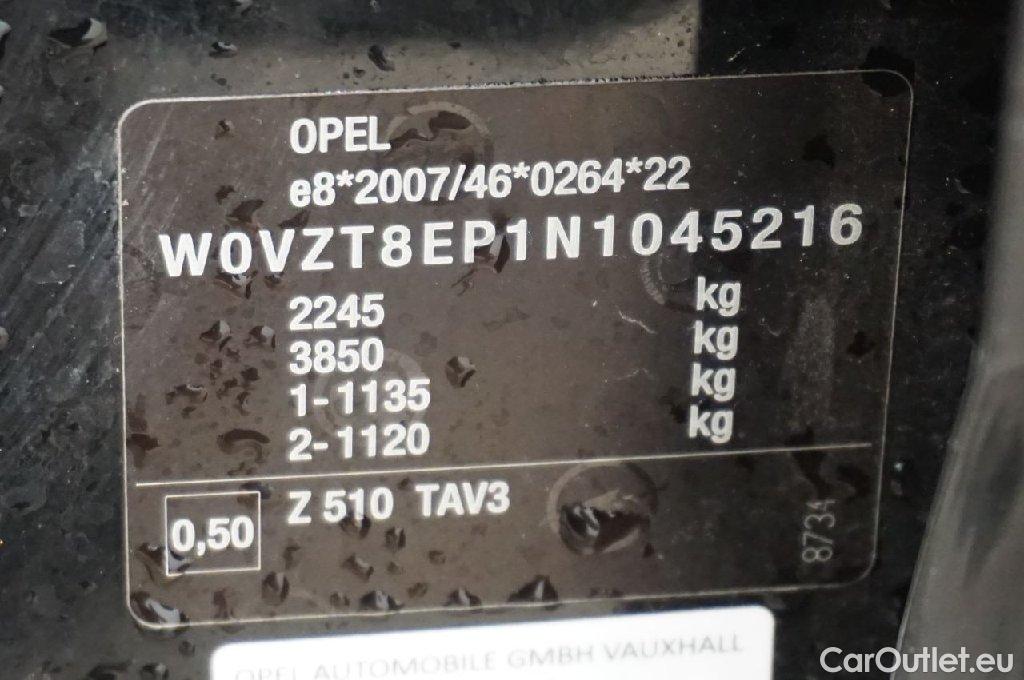 OPEL
e8*2007/46*0264*22
W0VZT8EP1N1045216
2245 kg
3850 kg
1-1135 kg
2-1120 kg
0,50 Z 510 TAV3
8734
OPEL AUTOMOBILE GMBH VAUXHALL
CarOutlet.eu